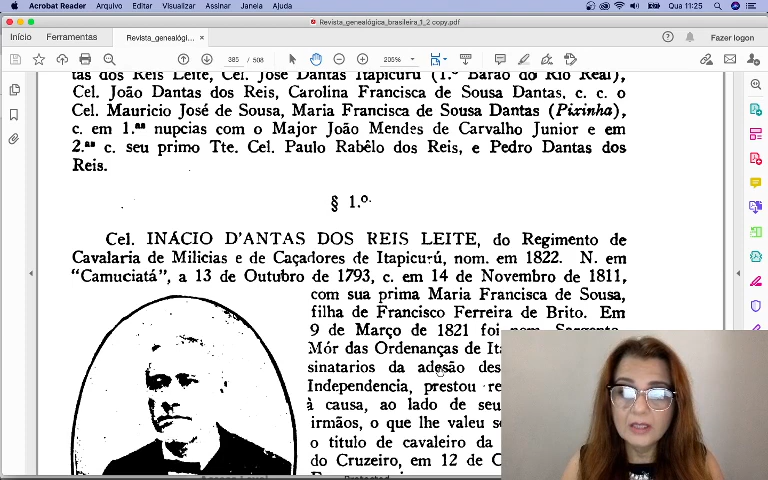 Acrobat Reader Arquivo Editar Visualizar Assinar Janela Ajuda Qua 11:25
Revista_genealógica_brasileira_1_2 copy.pdf
Início Ferramentas Revista_genealógi... × Fazer logon
385 / 508 205%
tas dos Reis Leite, Cel. José Dantas Itapicurú (1.º Barão do Rio Real),
Cel. João Dantas dos Reis, Carolina Francisca de Sousa Dantas, c. c. o
Cel. Mauricio José de Sousa, Maria Francisca de Sousa Dantas (Pixinha),
c. em 1.as nupcias com o Major João Mendes de Carvalho Junior e em
2.as c. seu primo Tte. Cel. Paulo Rabêlo dos Reis, e Pedro Dantas dos
Reis.
§ 1.º
Cel. INÁCIO D'ANTAS DOS REIS LEITE, do Regimento de
Cavalaria de Milicias e de Caçadores de Itapicurú, nom. em 1822. N. em
"Camuciatá", a 13 de Outubro de 1793, c. em 14 de Novembro de 1811,
com sua prima Maria Francisca de Sousa,
filha de Francisco Ferreira de Brito. Em
9 de Março de 1821 foi nom. Sargento
Mór das Ordenanças de Ita
sinatarios da adesão des
Independencia, prestou re
à causa, ao lado de seu
irmãos, o que lhe valeu s
o titulo de cavaleiro da
do Cruzeiro, em 12 de